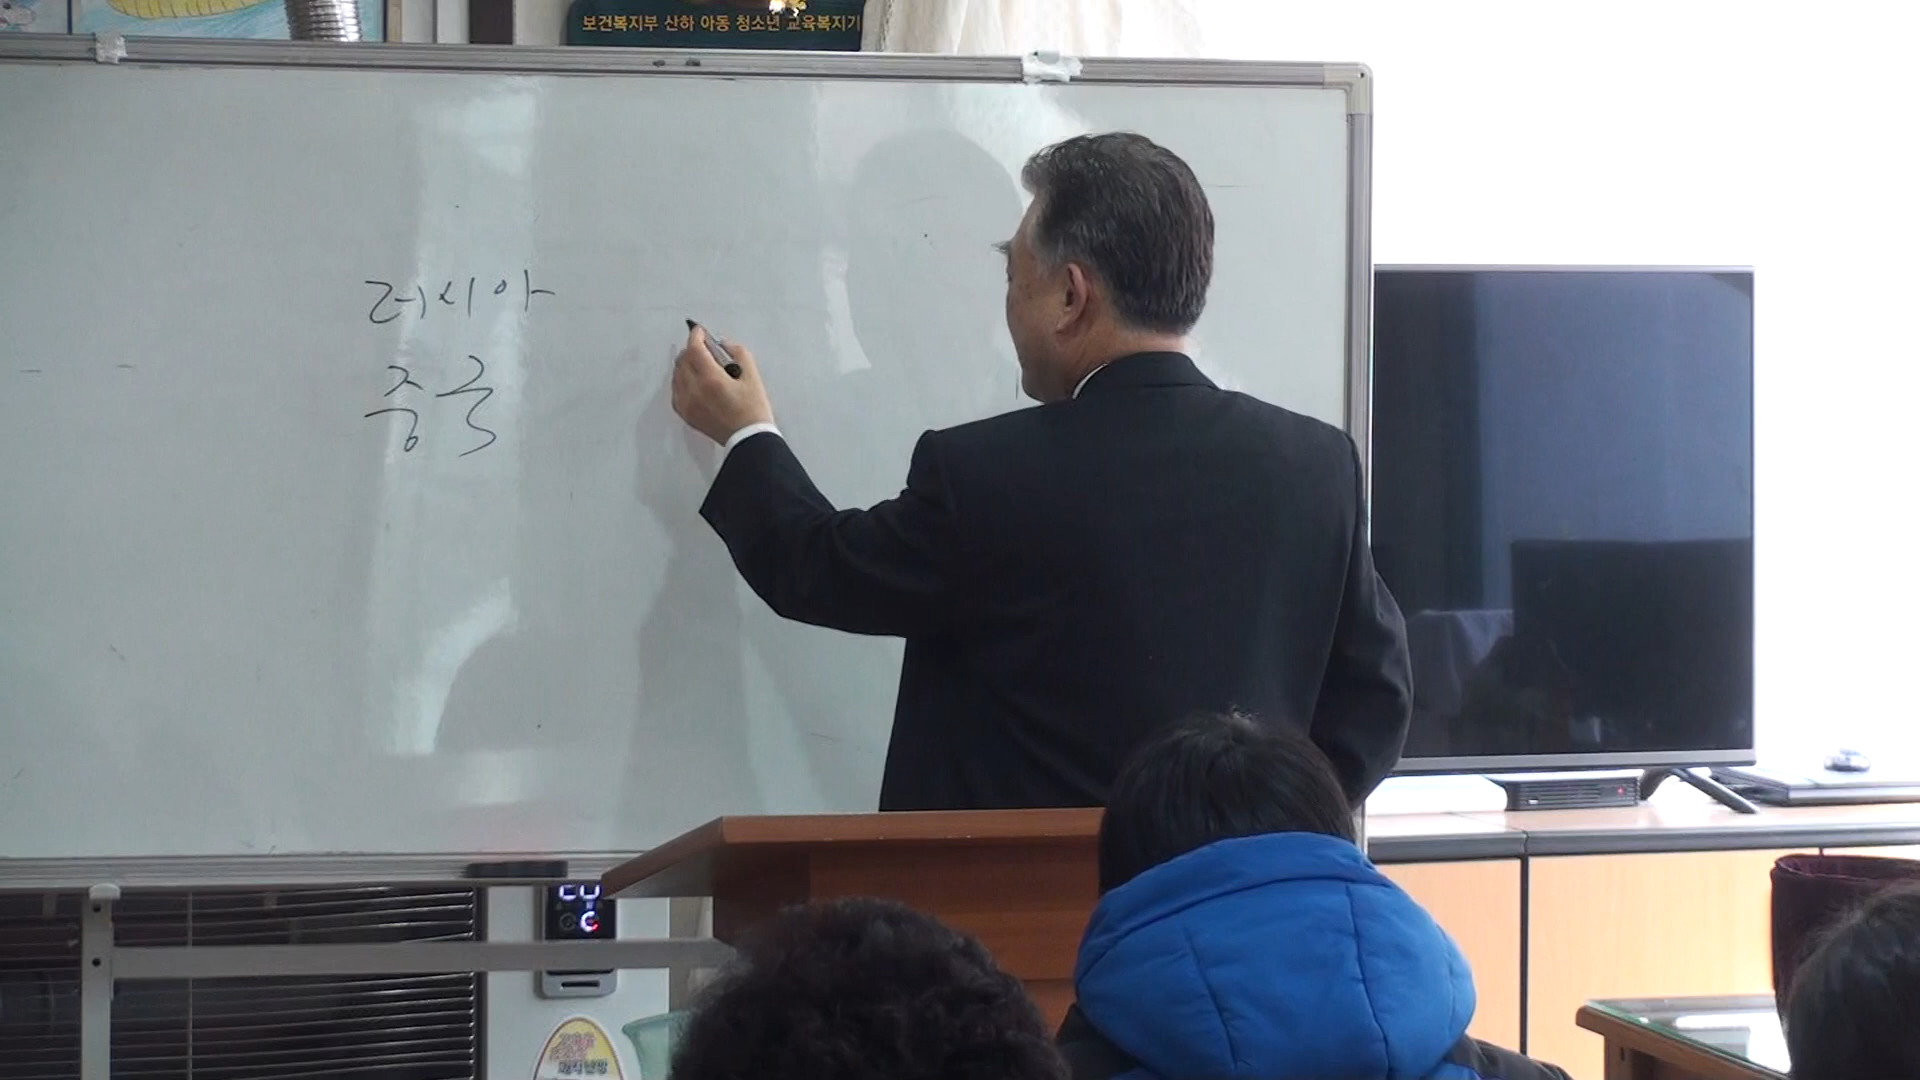 보건복지부 산하 아동 청소년 교육복지기
러시아
중국